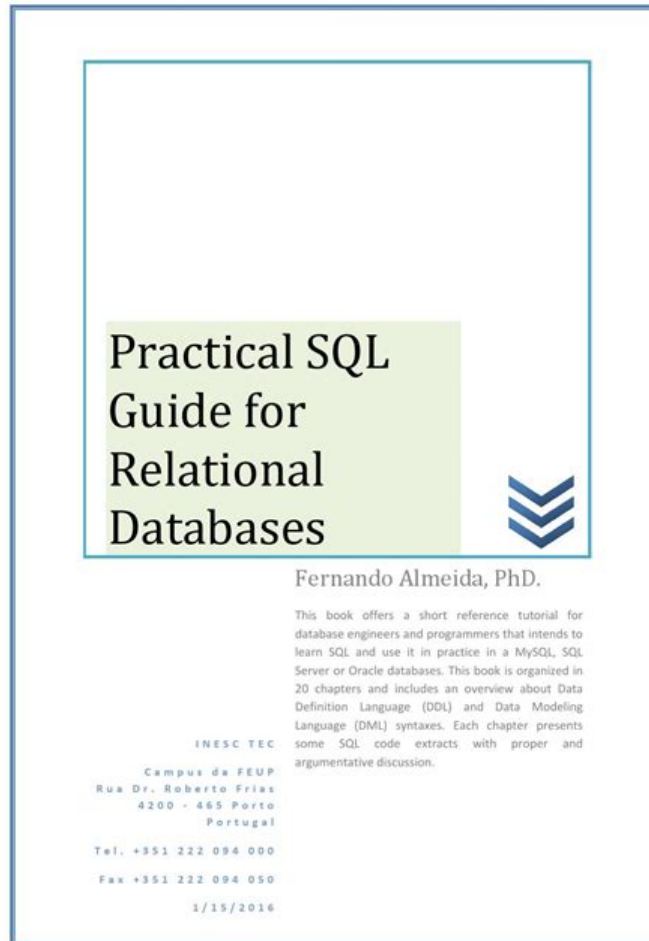 Practical SQL
Guide for
Relational
Databases
Fernando Almeida, PhD.
This book offers a short reference tutorial for
database engineers and programmers that intends to
learn SQL and use it in practice in a MySQL, SQL
Server or Oracle databases. This book is organized in
20 chapters and includes an overview about Data
Definition Language (DDL) and Data Modeling
Language (DML) syntaxes. Each chapter presents
some SQL code extracts with proper and
argumentative discussion.
INESC TEC
Campus da FEUP
Rua Dr. Roberto Frias
4200 - 465 Porto
Portugal
Tel. +351 222 094 000
Fax +351 222 094 050
1/15/2016